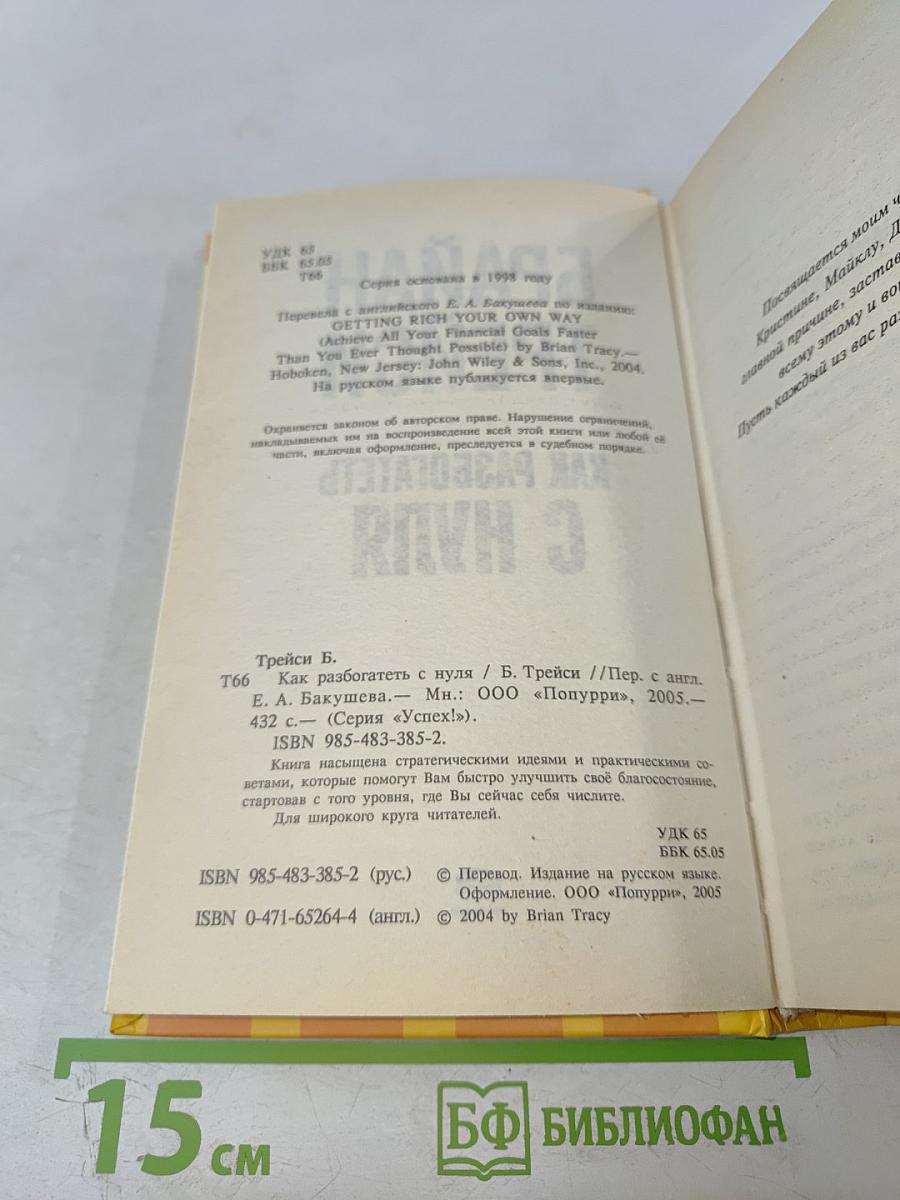 УДК 65
ББК 65.05
Т66
Серия основана в 1998 году
Перевела с английского Е. А. Бакушева по изданию:
GETTING RICH YOUR OWN WAY
(Achieve All Your Financial Goals Faster
Than You Ever Thought Possible) by Brian Tracy.—
Hoboken, New Jersey: John Wiley & Sons, Inc., 2004.
На русском языке публикуется впервые.
Охраняется законом об авторском праве. Нарушение ограничений,
накладываемых им на воспроизведение всей этой книги или любой её
части, включая оформление, преследуется в судебном порядке.
КАК РАЗБОГАТЕТЬ
С НУЛЯ
Трейси Б.
Т66 Как разбогатеть с нуля / Б. Трейси //Пер. с англ.
Е. А. Бакушева.— Мн.: ООО «Попурри», 2005.—
432 с.— (Серия «Успех!»).
ISBN 985-483-385-2.
Книга насыщена стратегическими идеями и практическими со-
ветами, которые помогут Вам быстро улучшить своё благосостояние,
стартовав с того уровня, где Вы сейчас себя числите.
Для широкого круга читателей.
УДК 65
ББК 65.05
ISBN 985-483-385-2 (рус.) © Перевод. Издание на русском языке.
Оформление. ООО «Попурри», 2005
ISBN 0-471-65264-4 (англ.) © 2004 by Brian Tracy
Посвящается моим
Кристине, Майклу,
главной причине,
всему этому и
Пусть каждый из вас
15 см
БФ БИБЛИОФАН